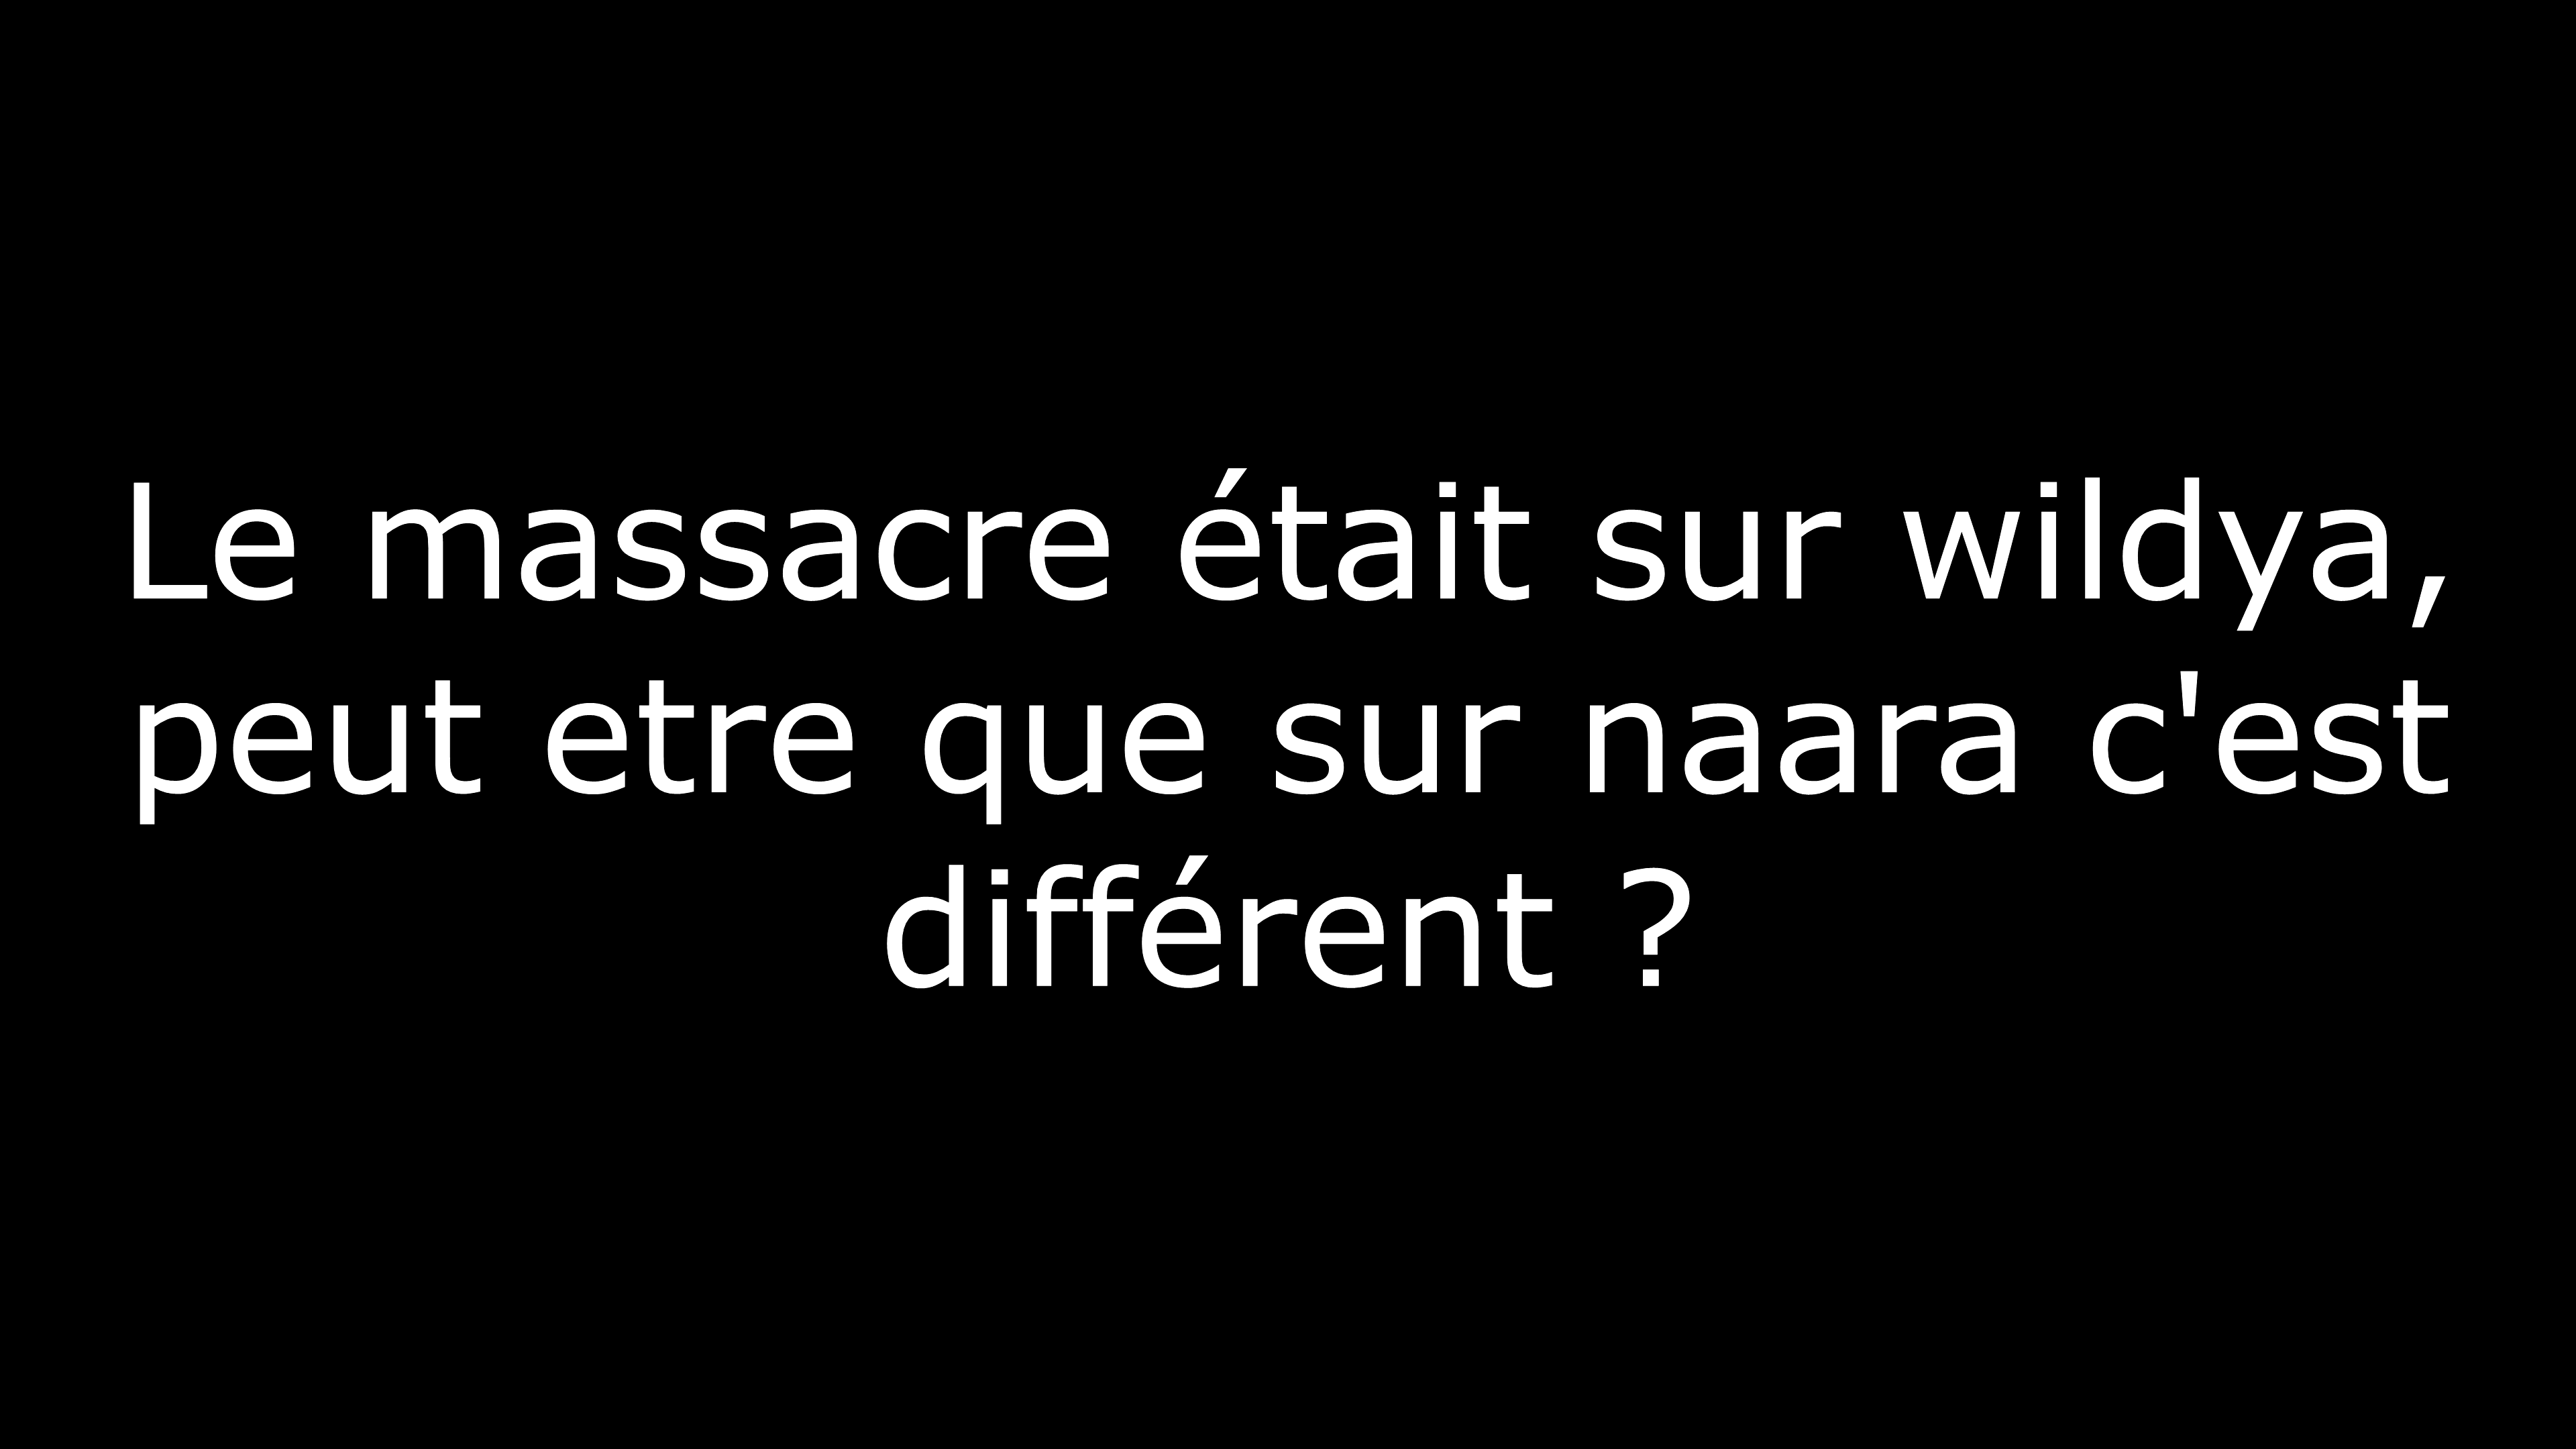 Le massacre était sur wildya,
peut etre que sur naara c'est
différent ?